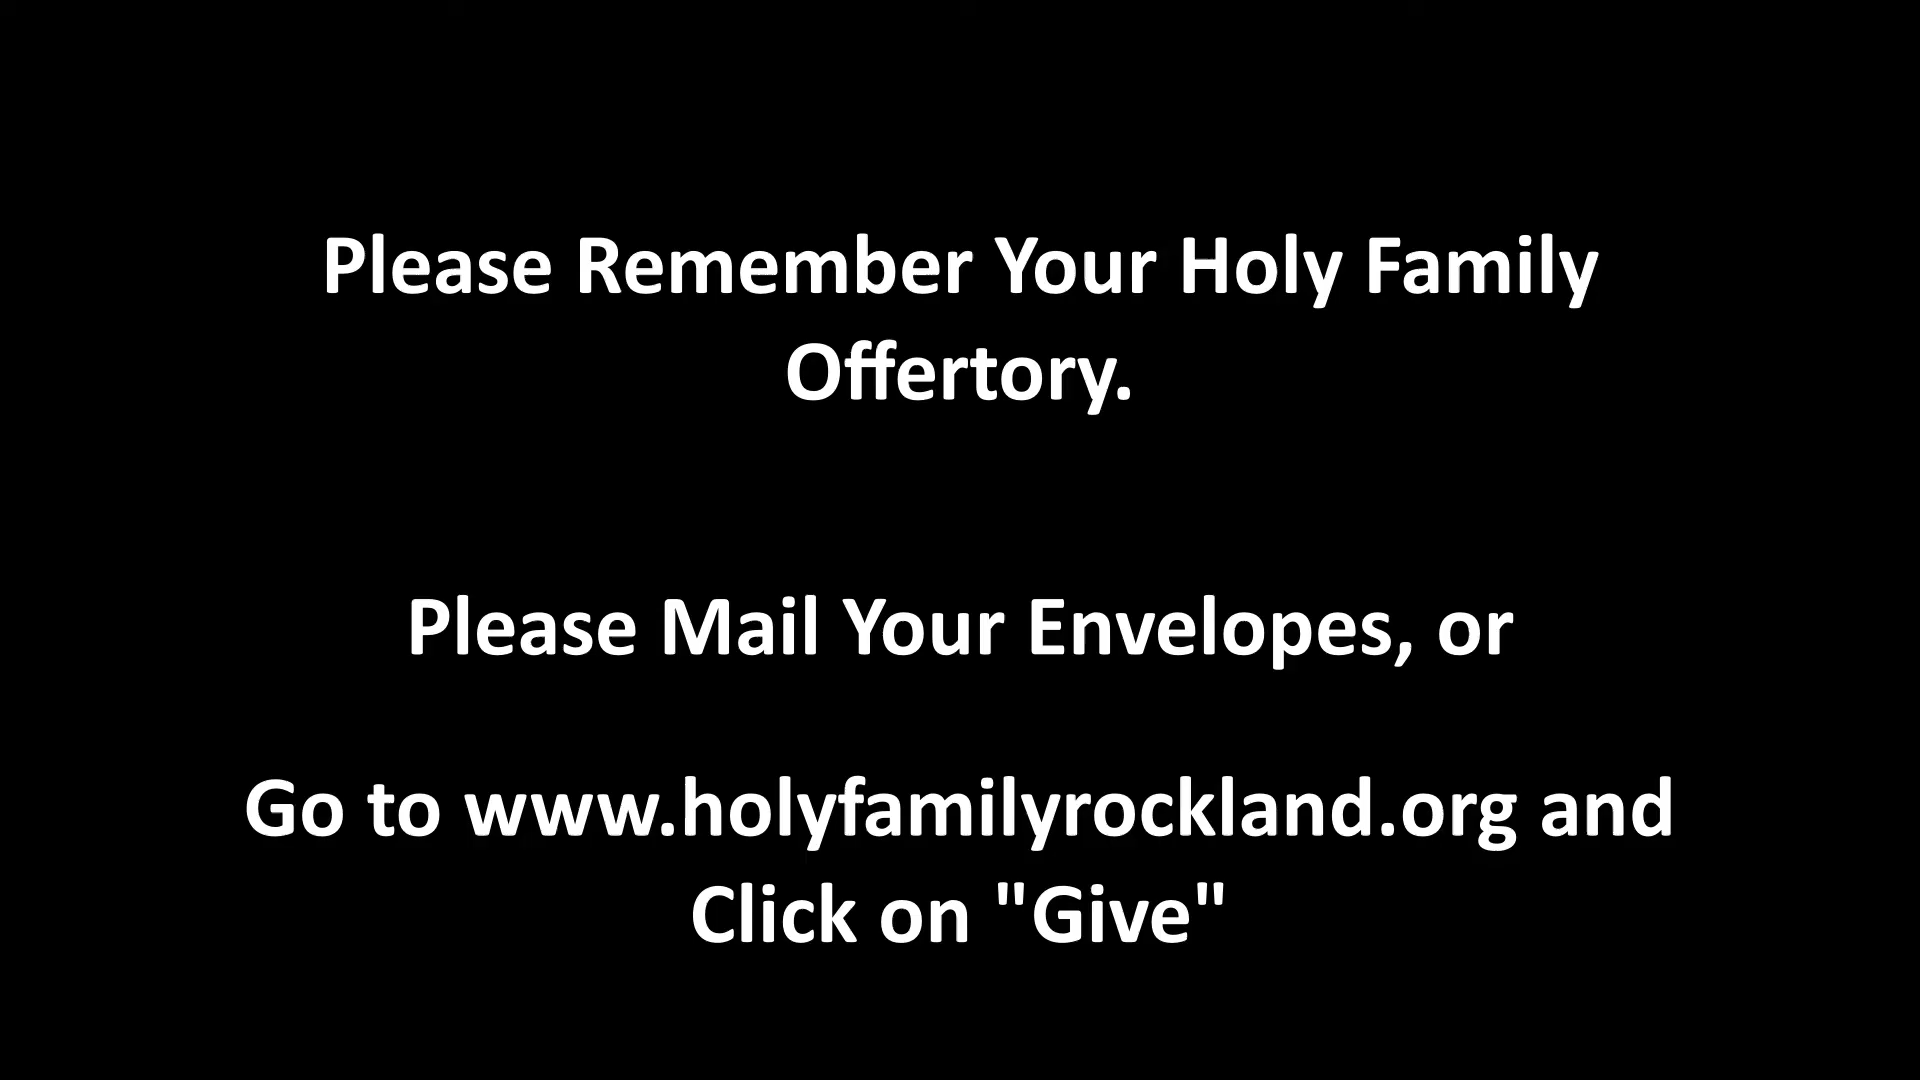 Please Remember Your Holy Family
Offertory.
Please Mail Your Envelopes, or
Go to www.holyfamilyrockland.org and
Click on "Give"